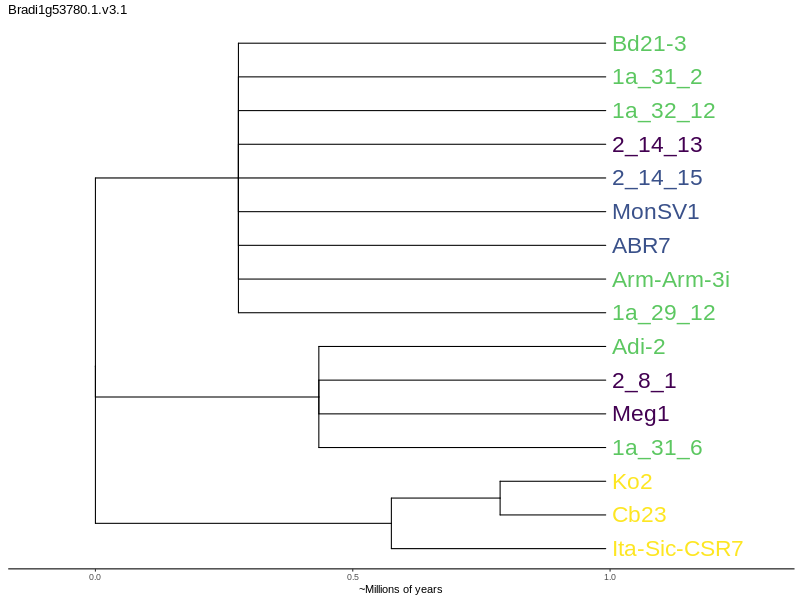 Bradi1g53780.1.v3.1
Bd21-3
1a_31_2
1a_32_12
2_14_13
2_14_15
MonSV1
ABR7
Arm-Arm-3i
1a_29_12
Adi-2
2_8_1
Meg1
1a_31_6
Ko2
Cb23
Ita-Sic-CSR7
0.0 0.5 1.0
~Millions of years